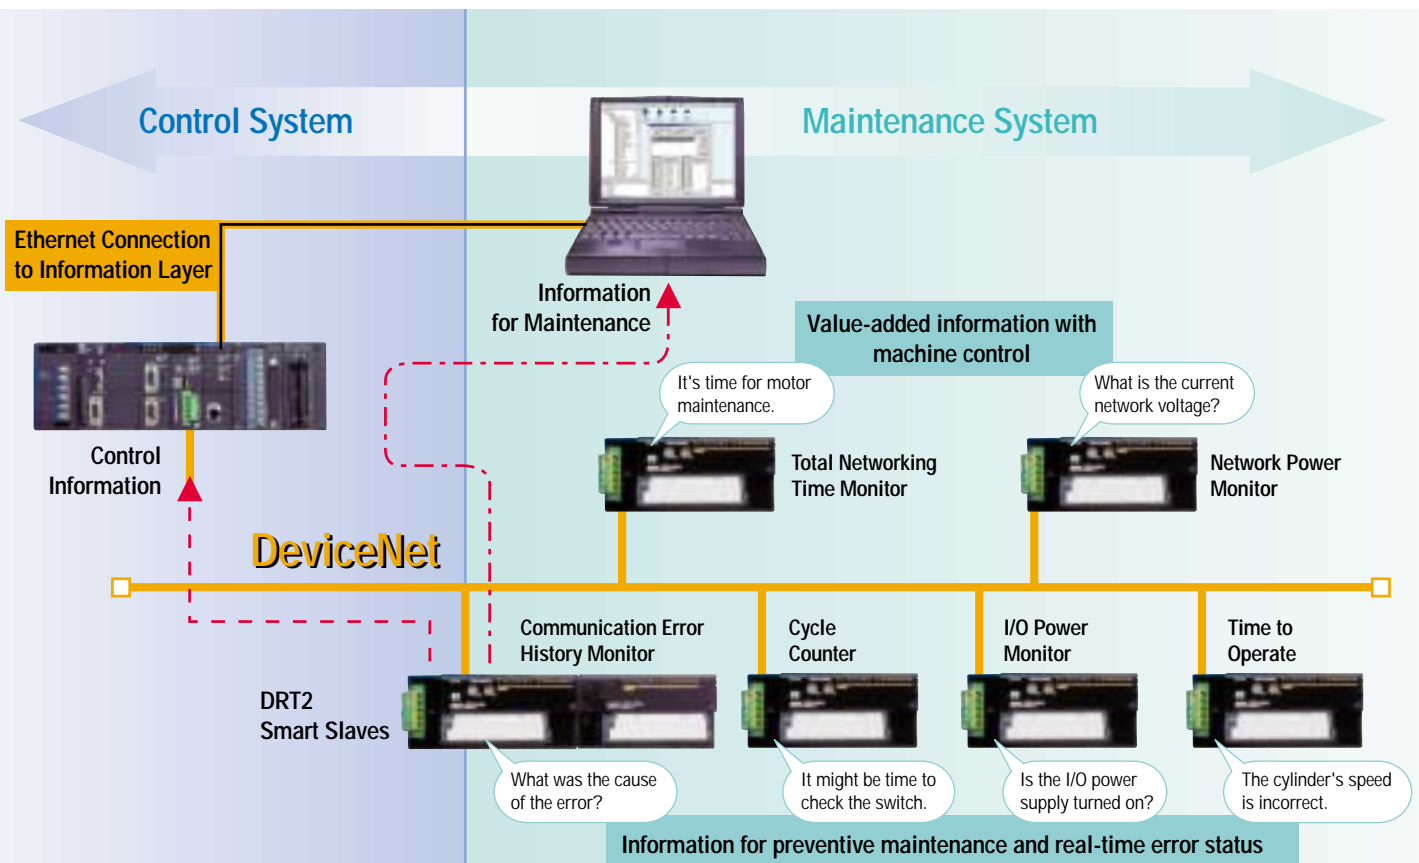 Control System
Maintenance System
Ethernet Connection
to Information Layer
Information
for Maintenance
Value-added information with
machine control
It's time for motor
maintenance.
What is the current
network voltage?
Control
Information
Total Networking
Time Monitor
Network Power
Monitor
DeviceNet
Communication Error
History Monitor
Cycle
Counter
I/O Power
Monitor
Time to
Operate
DRT2
Smart Slaves
What was the cause
of the error?
It might be time to
check the switch.
Is the I/O power
supply turned on?
The cylinder's speed
is incorrect.
Information for preventive maintenance and real-time error status